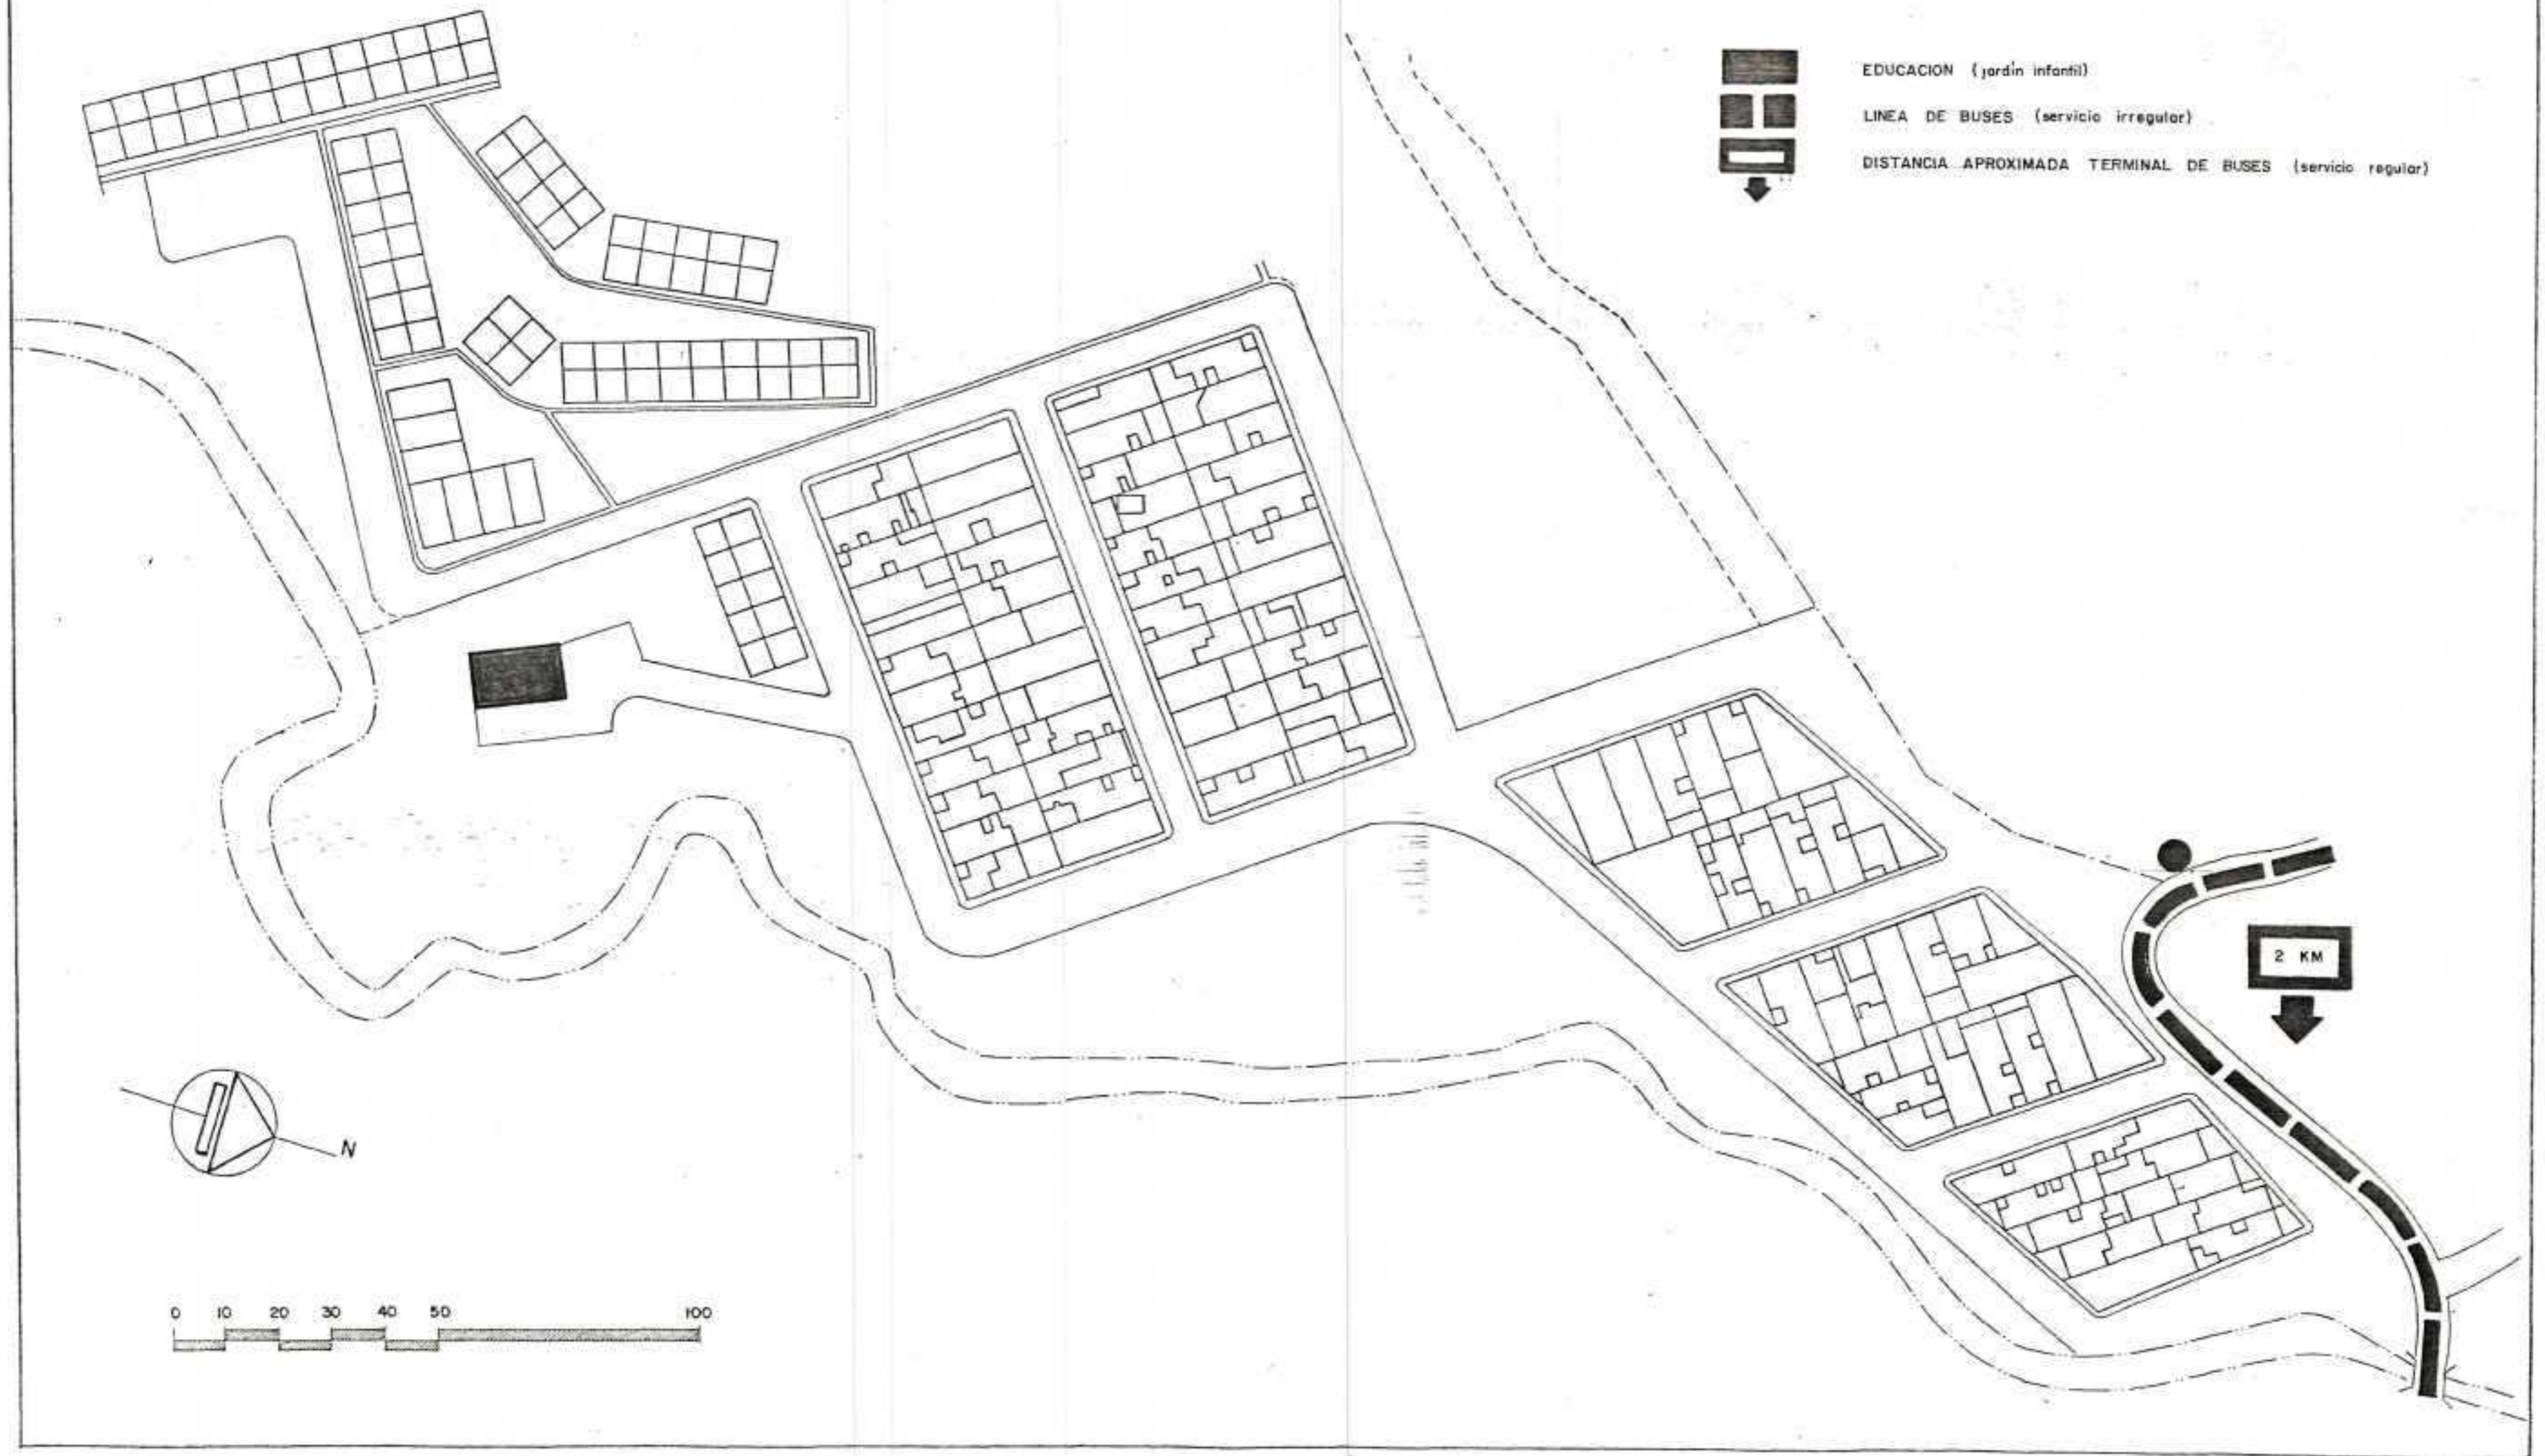 EDUCACION (jardín infantil)
LINEA DE BUSES (servicio irregular)
DISTANCIA APROXIMADA TERMINAL DE BUSES (servicio regular)
2 KM
N
0 10 20 30 40 50 100